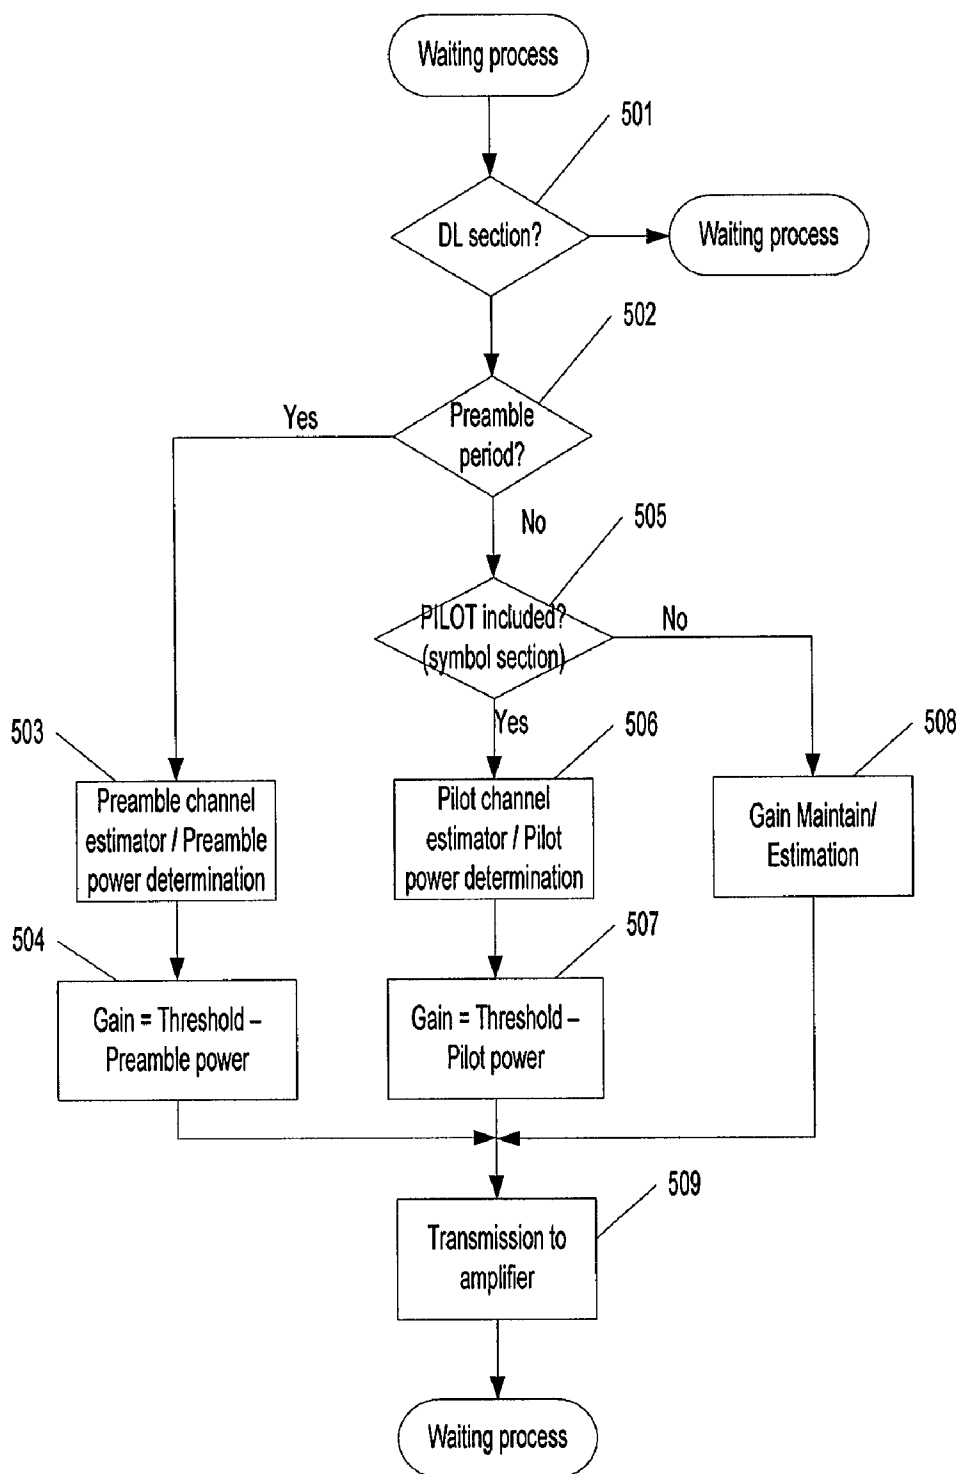 Waiting process
501
DL section?
Waiting process
502
Preamble
period?
Yes
No
505
PILOT included?
(symbol section)
No
Yes
503
Preamble channel
estimator / Preamble
power determination
506
Pilot channel
estimator / Pilot
power determination
508
Gain Maintain/
Estimation
504
Gain = Threshold –
Preamble power
507
Gain = Threshold –
Pilot power
509
Transmission to
amplifier
Waiting process